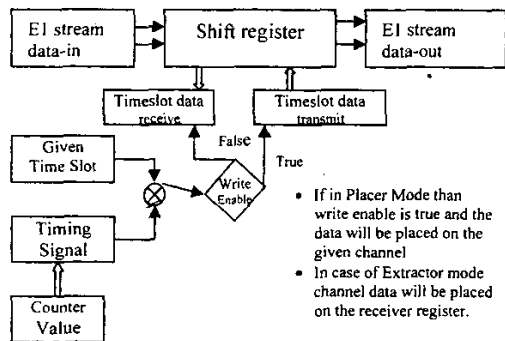 E1 stream
data-in
Shift register
E1 stream
data-out
Timeslot data
receive
Timeslot data
transmit
False
True
Given
Time Slot
Write
Enable
Timing
Signal
Counter
Value
• If in Placer Mode than
write enable is true and the
data will be placed on the
given channel
• In case of Extractor mode
channel data will be placed
on the receiver register.